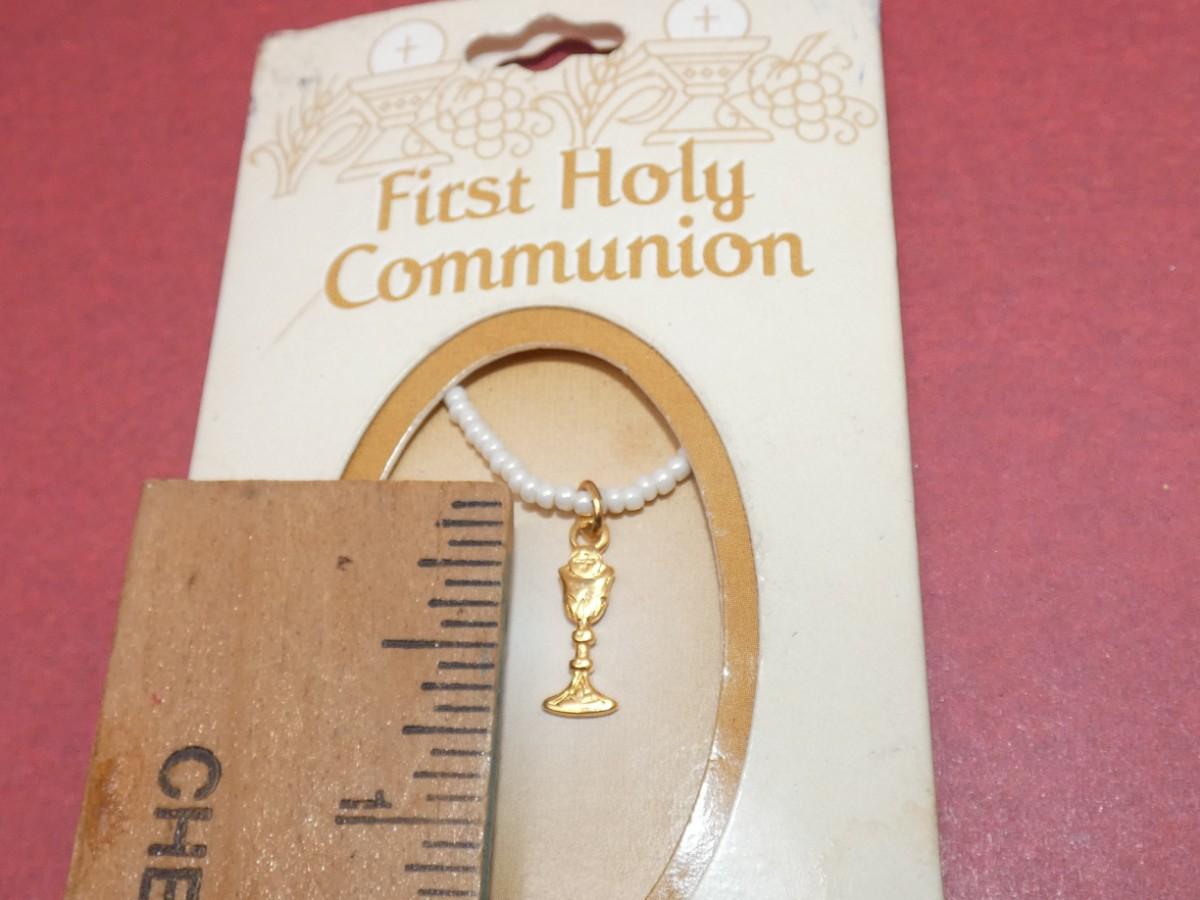 First Holy
Communion
1
CHE